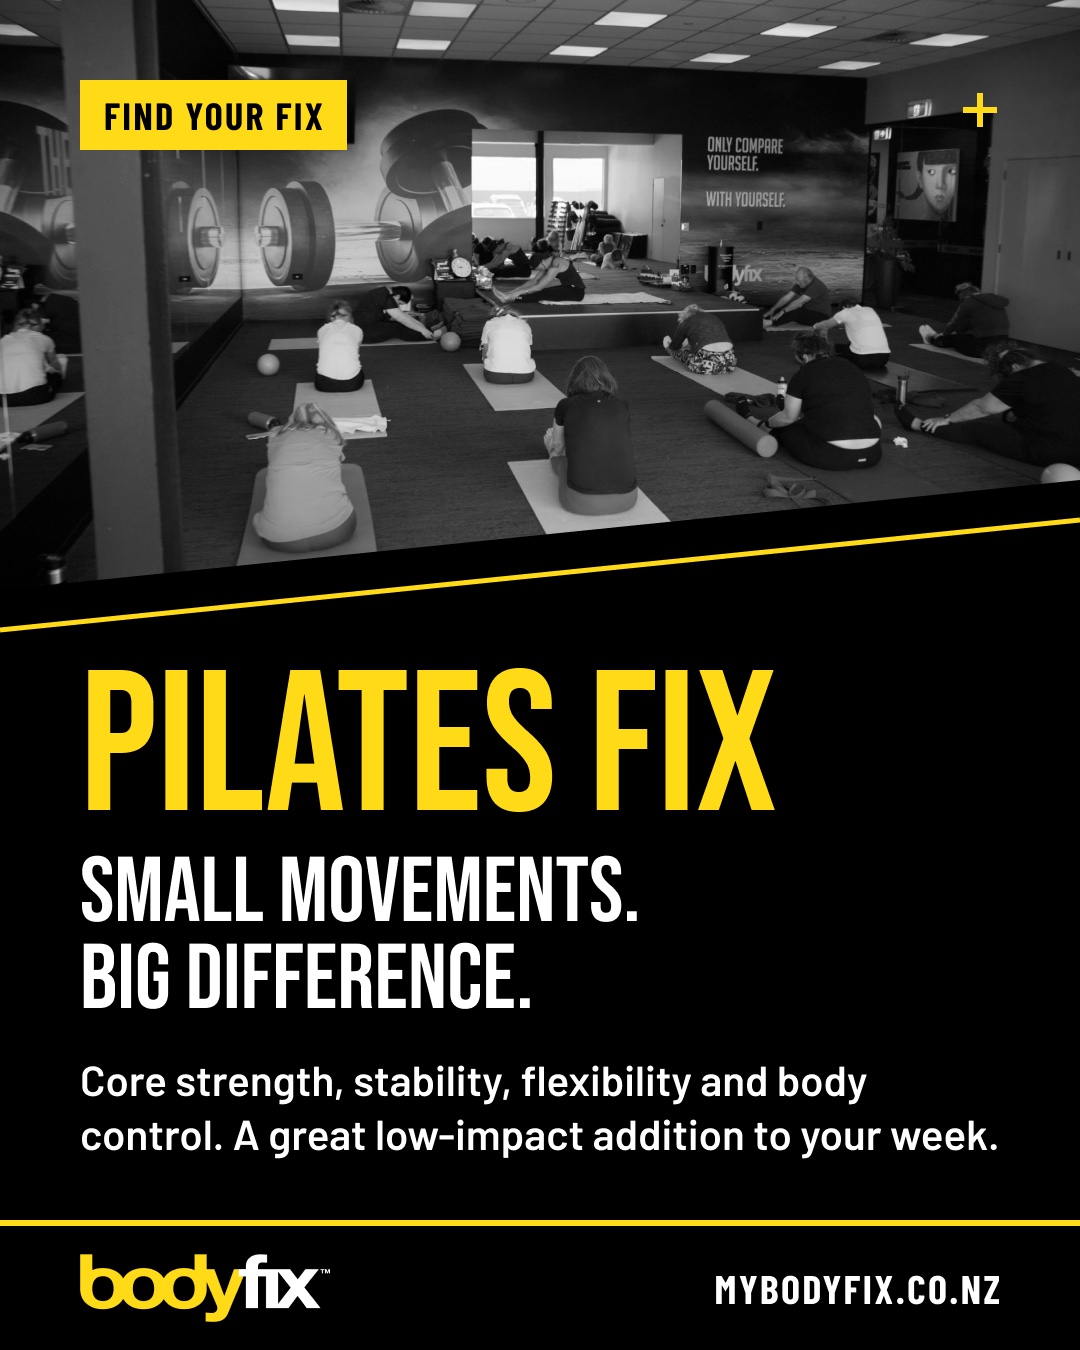 FIND YOUR FIX
ONLY COMPARE
YOURSELF.
WITH YOURSELF.
PILATES FIX
SMALL MOVEMENTS.
BIG DIFFERENCE.
Core strength, stability, flexibility and body
control. A great low-impact addition to your week.
bodyfix™
MYBODYFIX.CO.NZ